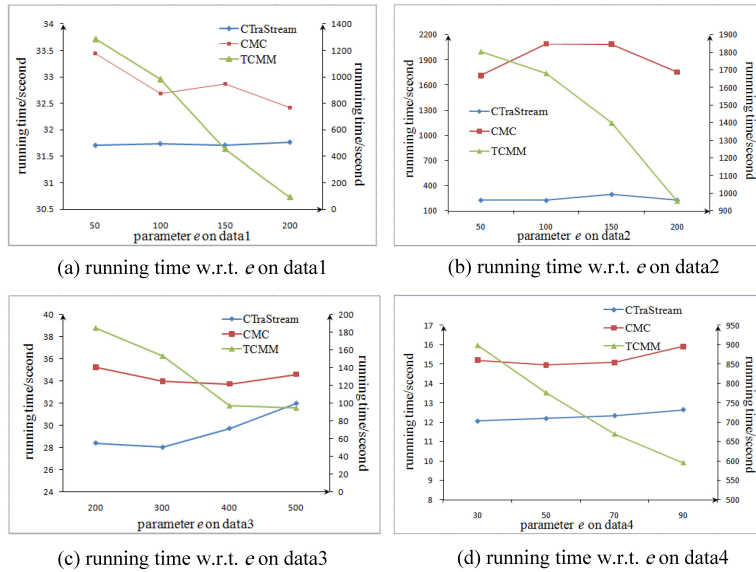 34
33.5
33
32.5
32
31.5
31
30.5
running time/sccond
1400
1200
1000
800
600
400
200
0
running time/second
CTraStream
CMC
TCMM
50 100 150 200
parameter e on data1
(a) running time w.r.t. e on data1
2200
1900
1600
1300
1000
700
400
100
running time/second
1900
1800
1700
1600
1500
1400
1300
1200
1100
1000
900
running time/second
CTraStream
CMC
TCMM
50 100 150 200
parameter e on data2
(b) running time w.r.t. e on data2
40
38
36
34
32
30
28
26
24
running time/sccond
200
180
160
140
120
100
80
60
40
20
0
running time/second
CTraStream
CMC
TCMM
200 300 400 500
parameter e on data3
(c) running time w.r.t. e on data3
17
16
15
14
13
12
11
10
9
8
running time/sccond
950
900
850
800
750
700
650
600
550
500
running time/second
CTraStream
CMC
TCMM
30 50 70 90
parameter e on data4
(d) running time w.r.t. e on data4